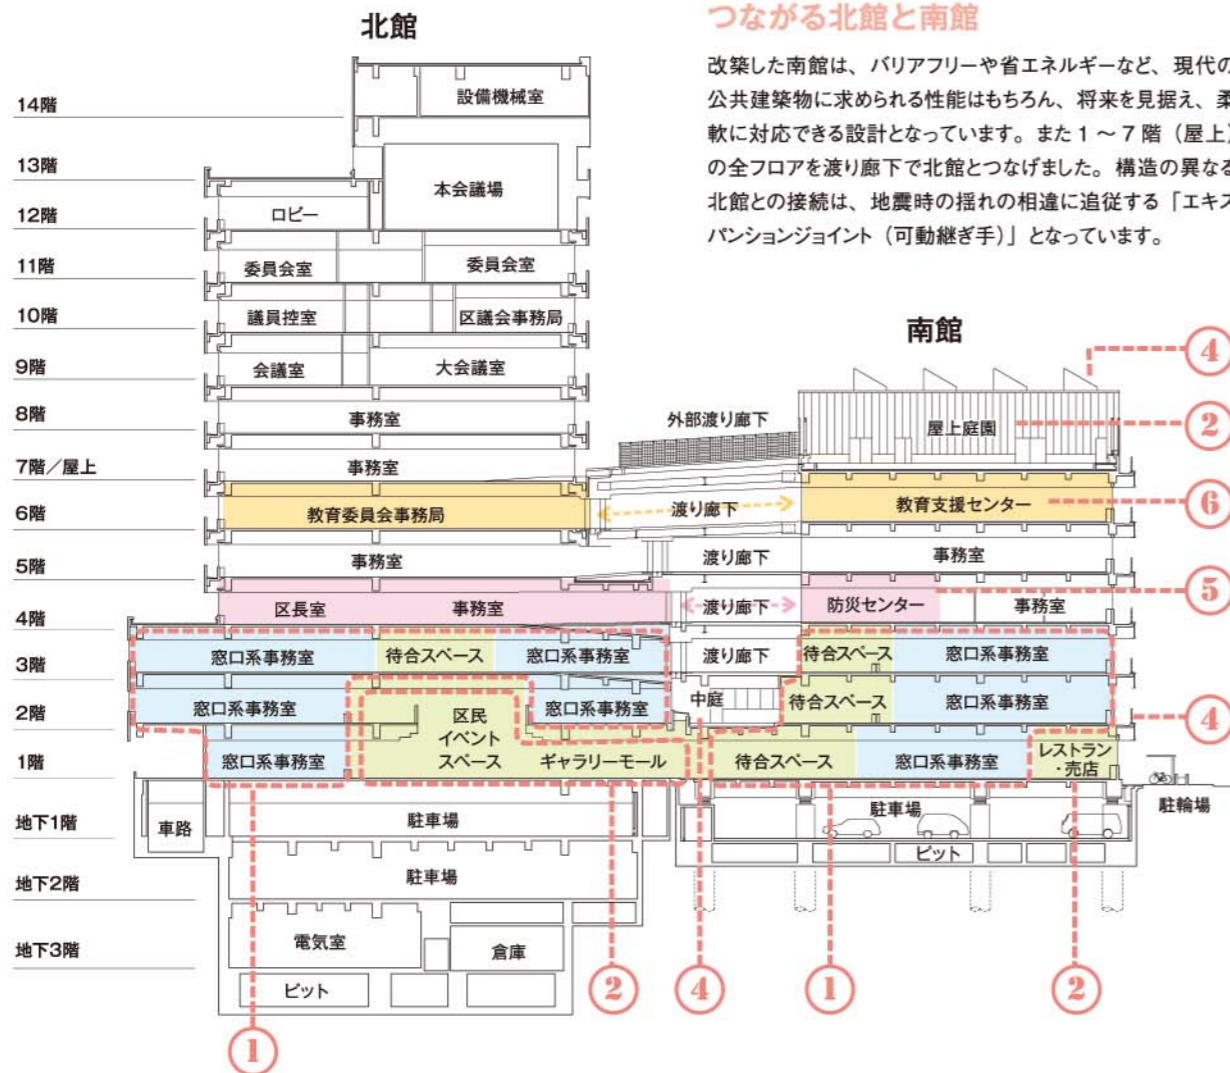 つながる北館と南館
改築した南館は、バリアフリーや省エネルギーなど、現代の
公共建築物に求められる性能はもちろん、将来を見据え、柔
軟に対応できる設計となっています。また1～7階（屋上）
の全フロアを渡り廊下で北館とつなげました。構造の異なる
北館との接続は、地震時の揺れの相違に追従する「エキス
パンションジョイント（可動継ぎ手）」となっています。
北館
14階
設備機械室
13階
本会議場
12階
ロビー
11階
委員会室
委員会室
10階
議員控室
区議会事務局
南館
9階
会議室
大会議室
4
8階
事務室
外部渡り廊下
屋上庭園
2
7階／屋上
事務室
6階
教育委員会事務局
渡り廊下
教育支援センター
6
5階
事務室
渡り廊下
事務室
4階
区長室
事務室
渡り廊下
防災センター
事務室
5
3階
窓口系事務室
待合スペース
窓口系事務室
渡り廊下
待合スペース
窓口系事務室
2階
窓口系事務室
区民
イベント
スペース
窓口系事務室
中庭
待合スペース
窓口系事務室
4
1階
窓口系事務室
ギャラリーモール
待合スペース
窓口系事務室
レストラン
・売店
駐輪場
地下1階
車路
駐車場
駐車場
ピット
地下2階
駐車場
地下3階
電気室
倉庫
ピット
2
4
1
2
1